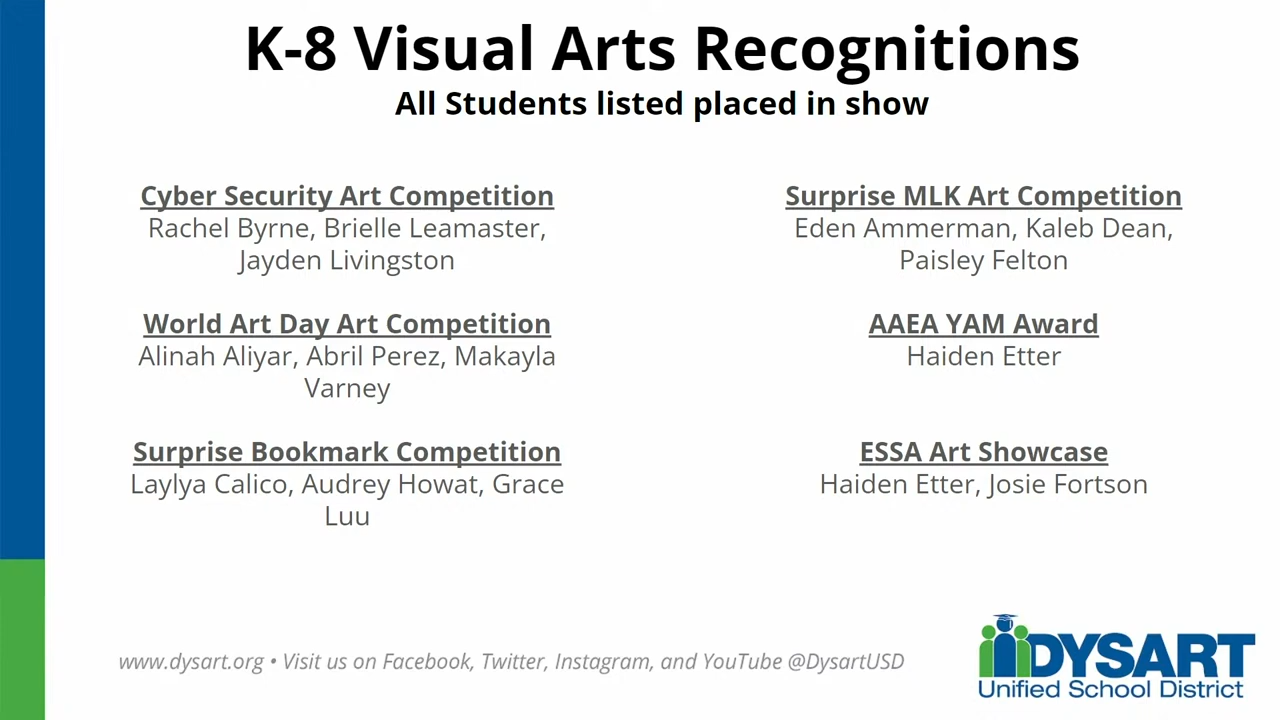 K-8 Visual Arts Recognitions
All Students listed placed in show
Cyber Security Art Competition
Rachel Byrne, Brielle Leamaster,
Jayden Livingston
World Art Day Art Competition
Alinah Aliyar, Abril Perez, Makayla
Varney
Surprise Bookmark Competition
Laylya Calico, Audrey Howat, Grace
Luu
Surprise MLK Art Competition
Eden Ammerman, Kaleb Dean,
Paisley Felton
AAEA YAM Award
Haiden Etter
ESSA Art Showcase
Haiden Etter, Josie Fortson
www.dysart.org • Visit us on Facebook, Twitter, Instagram, and YouTube @DysartUSD
DYSART
Unified School District